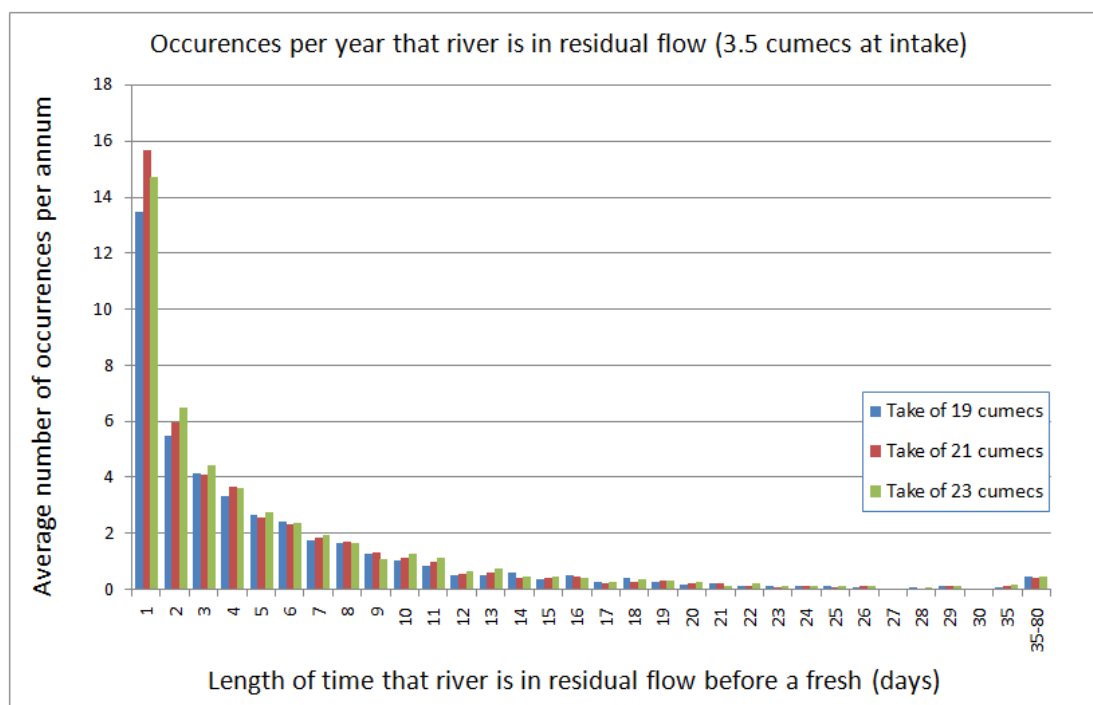 Occurences per year that river is in residual flow (3.5 cumecs at intake)
Average number of occurrences per annum
18
16
14
12
10
8
6
4
2
0
Take of 19 cumecs
Take of 21 cumecs
Take of 23 cumecs
1 2 3 4 5 6 7 8 9 10 11 12 13 14 15 16 17 18 19 20 21 22 23 24 25 26 27 28 29 30 35 35-80
Length of time that river is in residual flow before a fresh (days)